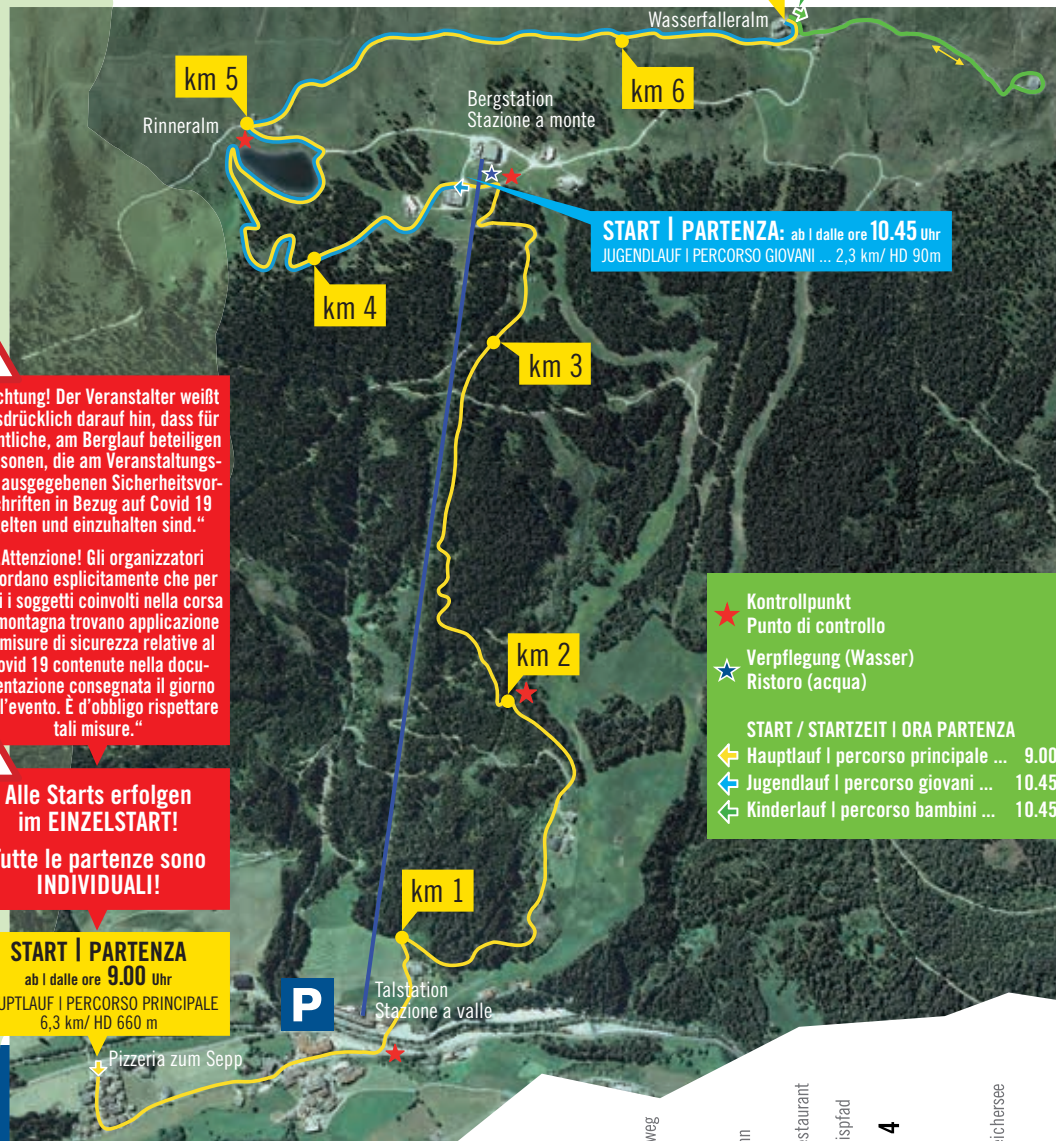 Wasserfalleralm
km 5
km 6
Rinneralm
Bergstation
Stazione a monte
START | PARTENZA: ab | dalle ore 10.45 Uhr
JUGENDLAUF | PERCORSO GIOVANI ... 2,3 km/ HD 90m
km 4
km 3
chtung! Der Veranstalter weißt
sdrücklich darauf hin, dass für
ntliche, am Berglauf beteiligen
sonen, die am Veranstaltungs-
ausgegebenen Sicherheitsvor-
hriften in Bezug auf Covid 19
elten und einzuhalten sind.“
Attenzione! Gli organizzatori
ordano esplicitamente che per
i i soggetti coinvolti nella corsa
montagna trovano applicazione
misure di sicurezza relative al
ovid 19 contenute nella docu-
entazione consegnata il giorno
l’evento. È d’obbligo rispettare
tali misure.“
km 2
Kontrollpunkt
Punto di controllo
Verpflegung (Wasser)
Ristoro (acqua)
START / STARTZEIT | ORA PARTENZA
Hauptlauf | percorso principale ... 9.00
Jugendlauf | percorso giovani ... 10.45
Kinderlauf | percorso bambini ... 10.45
Alle Starts erfolgen
im EINZELSTART!
utte le partenze sono
INDIVIDUALI!
km 1
START | PARTENZA
ab | dalle ore 9.00 Uhr
UPTLAUF | PERCORSO PRINCIPALE
6,3 km/ HD 660 m
P
Talstation
Stazione a valle
Pizzeria zum Sepp
weg
nn
staurant
ispfad
4
eichersee